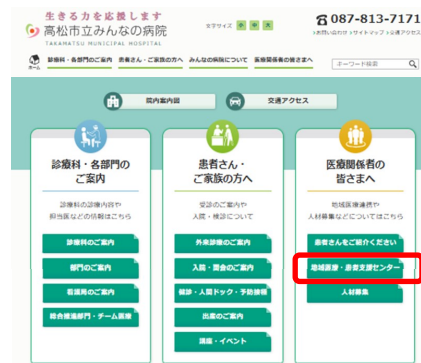 生きる力を応援します
高松市立みんなの病院
TAKAMATSU MUNICIPAL HOSPITAL
文字サイズ 小 中 大
087-813-7171
お問い合わせ サイトマップ 交通アクセス
ホーム 診療科・各部門のご案内 患者さん・ご家族の方へ みんなの病院について 医療関係者の皆さまへ キーワード検索
院内案内図 交通アクセス
診療科・各部門の
ご案内
診療科の診療内容や
担当医などの情報はこちら
診療科のご案内
部門のご案内
看護局のご案内
総合推進部門・チーム医療
患者さん・
ご家族の方へ
受診のご案内や
入院・検診について
外来診療のご案内
入院・面会のご案内
健診・人間ドック・予防接種
出産のご案内
講座・イベント
医療関係者の
皆さまへ
地域医療連携や
人材募集などについてはこちら
患者さんをご紹介ください
地域医療・患者支援センター
人材募集